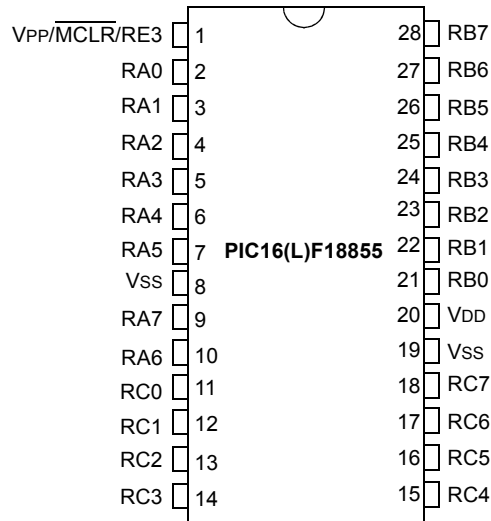 VPP/MCLR/RE3 1 28 RB7
RA0 2 27 RB6
RA1 3 26 RB5
RA2 4 25 RB4
RA3 5 24 RB3
RA4 6 23 RB2
RA5 7 PIC16(L)F18855 22 RB1
VSS 8 21 RB0
RA7 9 20 VDD
RA6 10 19 VSS
RC0 11 18 RC7
RC1 12 17 RC6
RC2 13 16 RC5
RC3 14 15 RC4